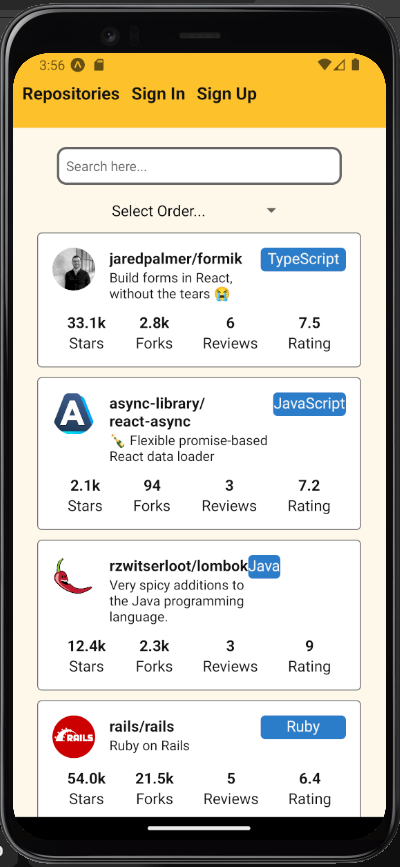 3:56
Repositories Sign In Sign Up
Search here...
Select Order...
jaredpalmer/formik TypeScript
Build forms in React,
without the tears 😭
33.1k 2.8k 6 7.5
Stars Forks Reviews Rating
async-library/ JavaScript
react-async
🍾 Flexible promise-based
React data loader
2.1k 94 3 7.2
Stars Forks Reviews Rating
rzwitserloot/lombok Java
Very spicy additions to
the Java programming
language.
12.4k 2.3k 3 9
Stars Forks Reviews Rating
RAILS rails/rails Ruby
Ruby on Rails
54.0k 21.5k 5 6.4
Stars Forks Reviews Rating